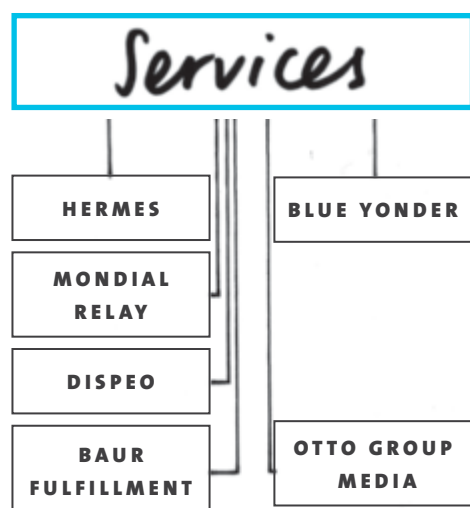 Services
HERMES
MONDIAL
RELAY
DISPEO
BAUR
FULFILLMENT
BLUE YONDER
OTTO GROUP
MEDIA